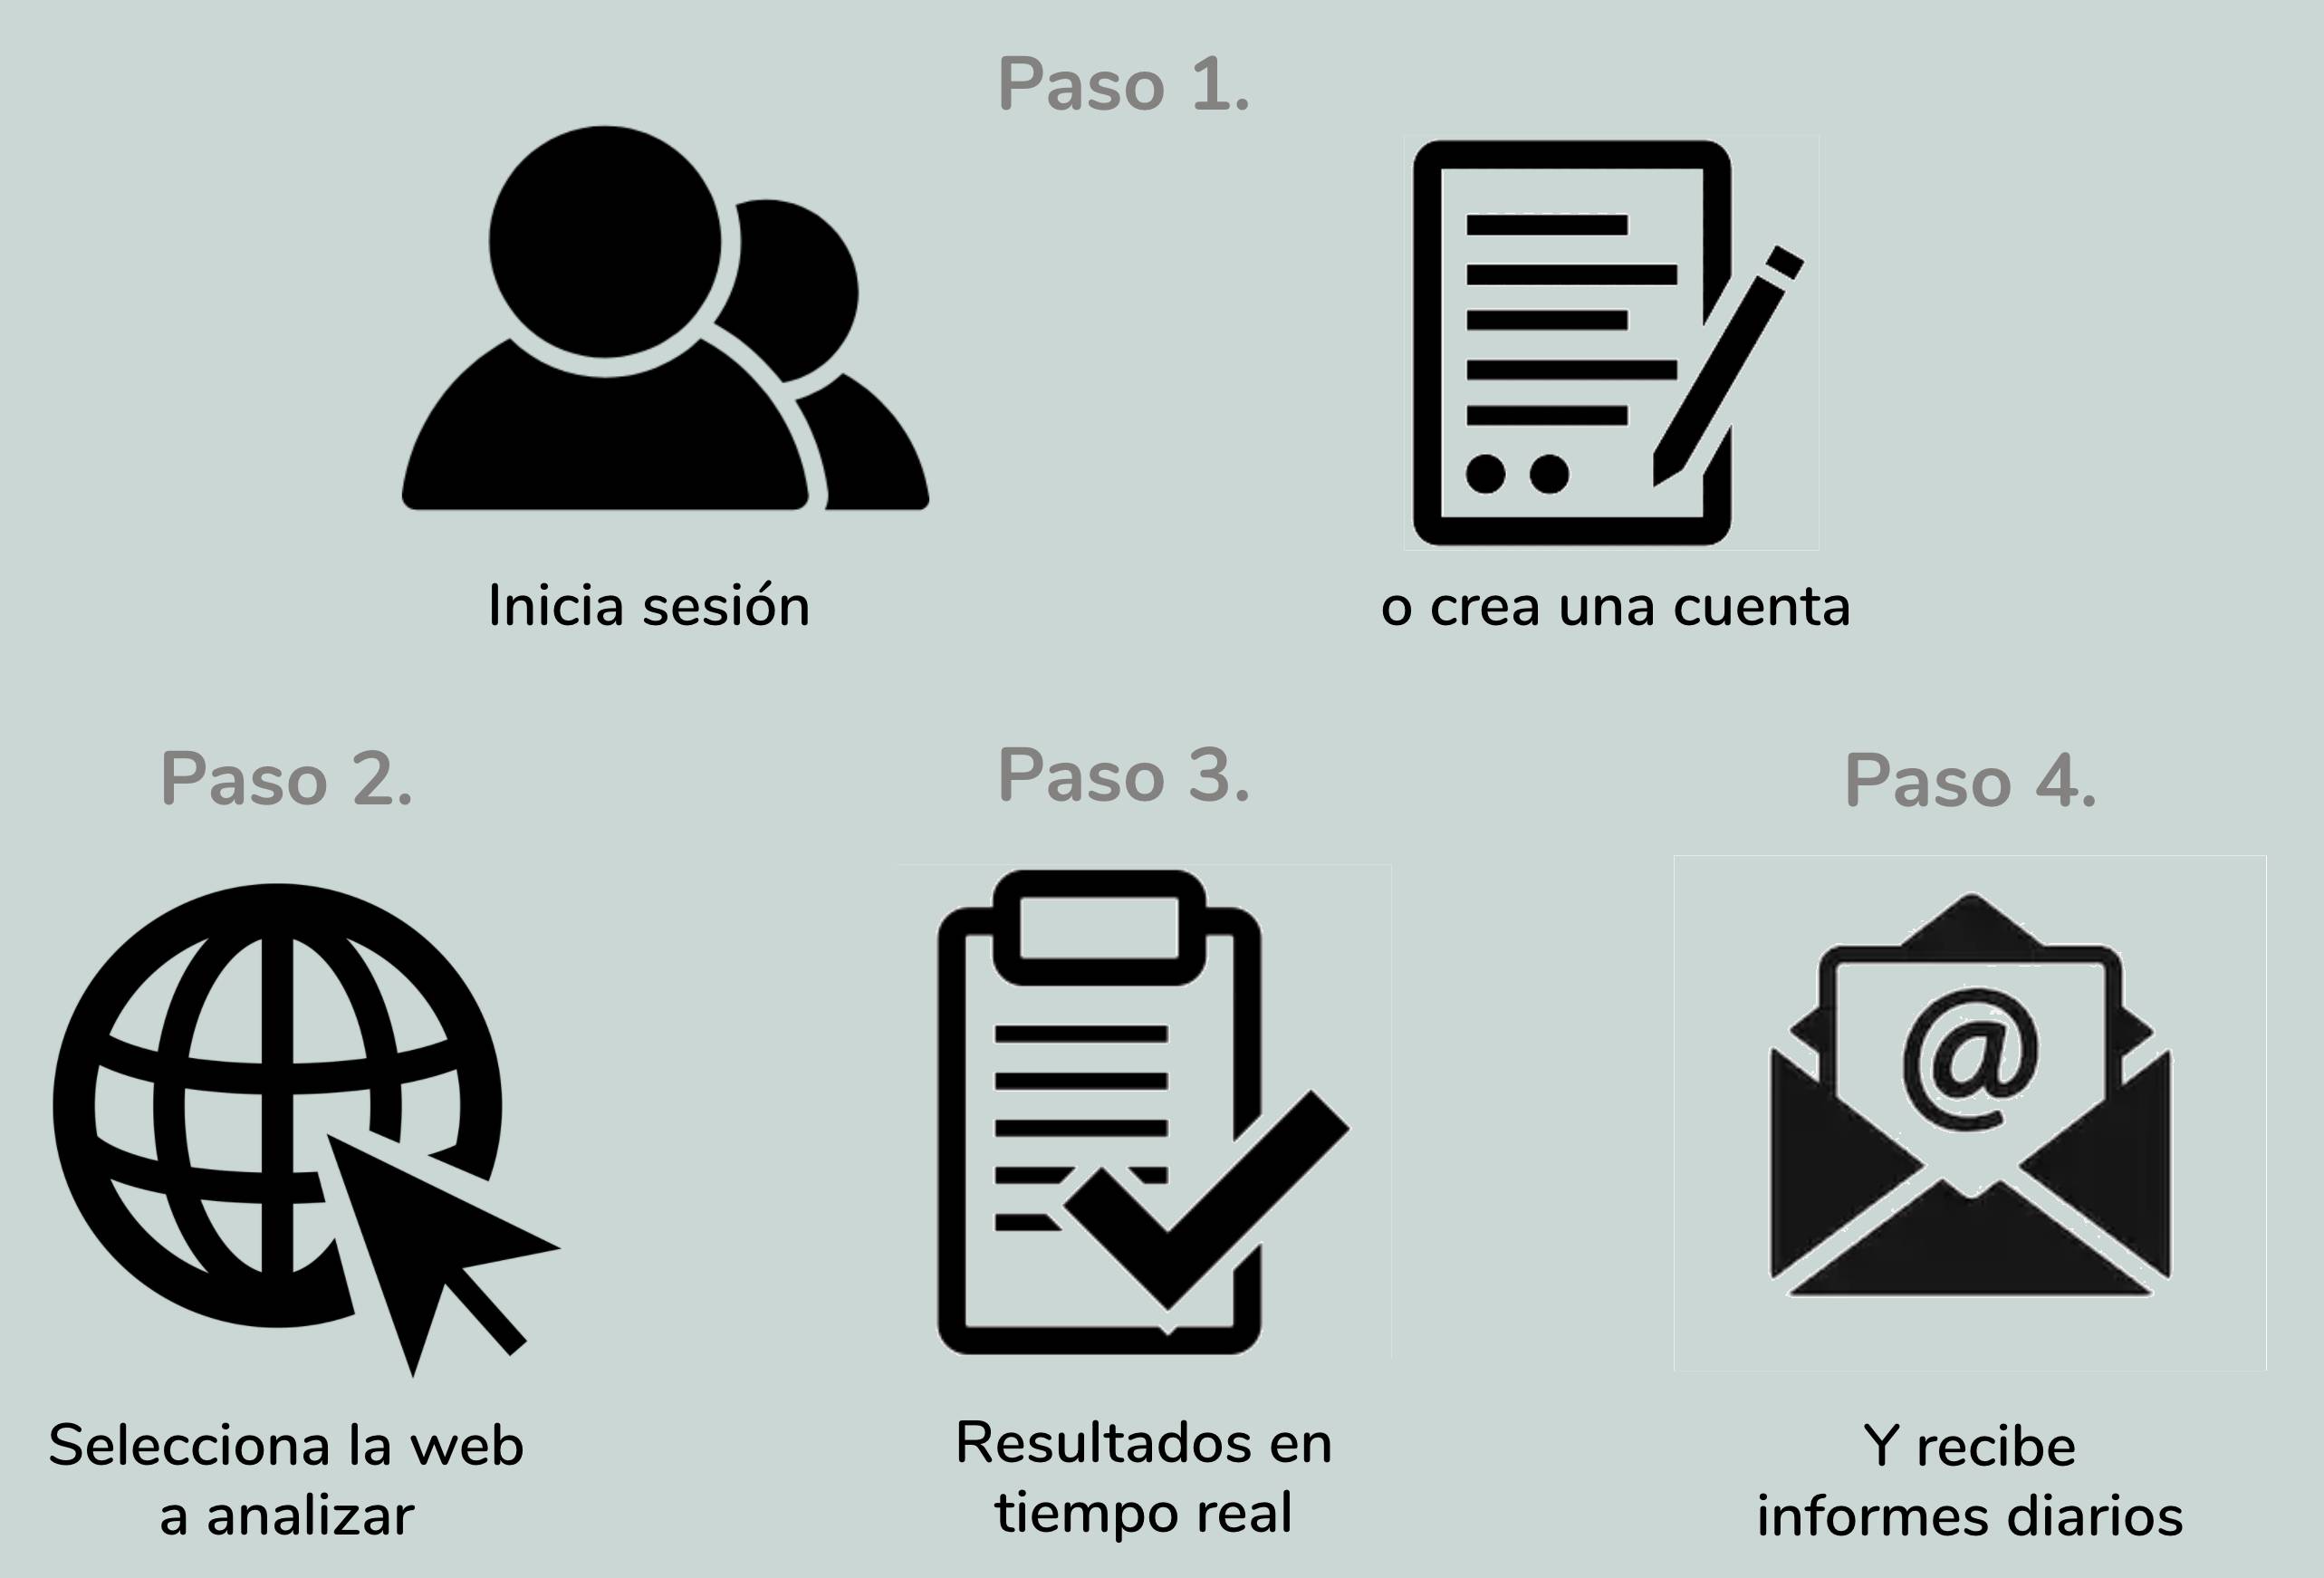 Paso 1.
Inicia sesión
o crea una cuenta
Paso 2.
Selecciona la web
a analizar
Paso 3.
Resultados en
tiempo real
Paso 4.
@
Y recibe
informes diarios